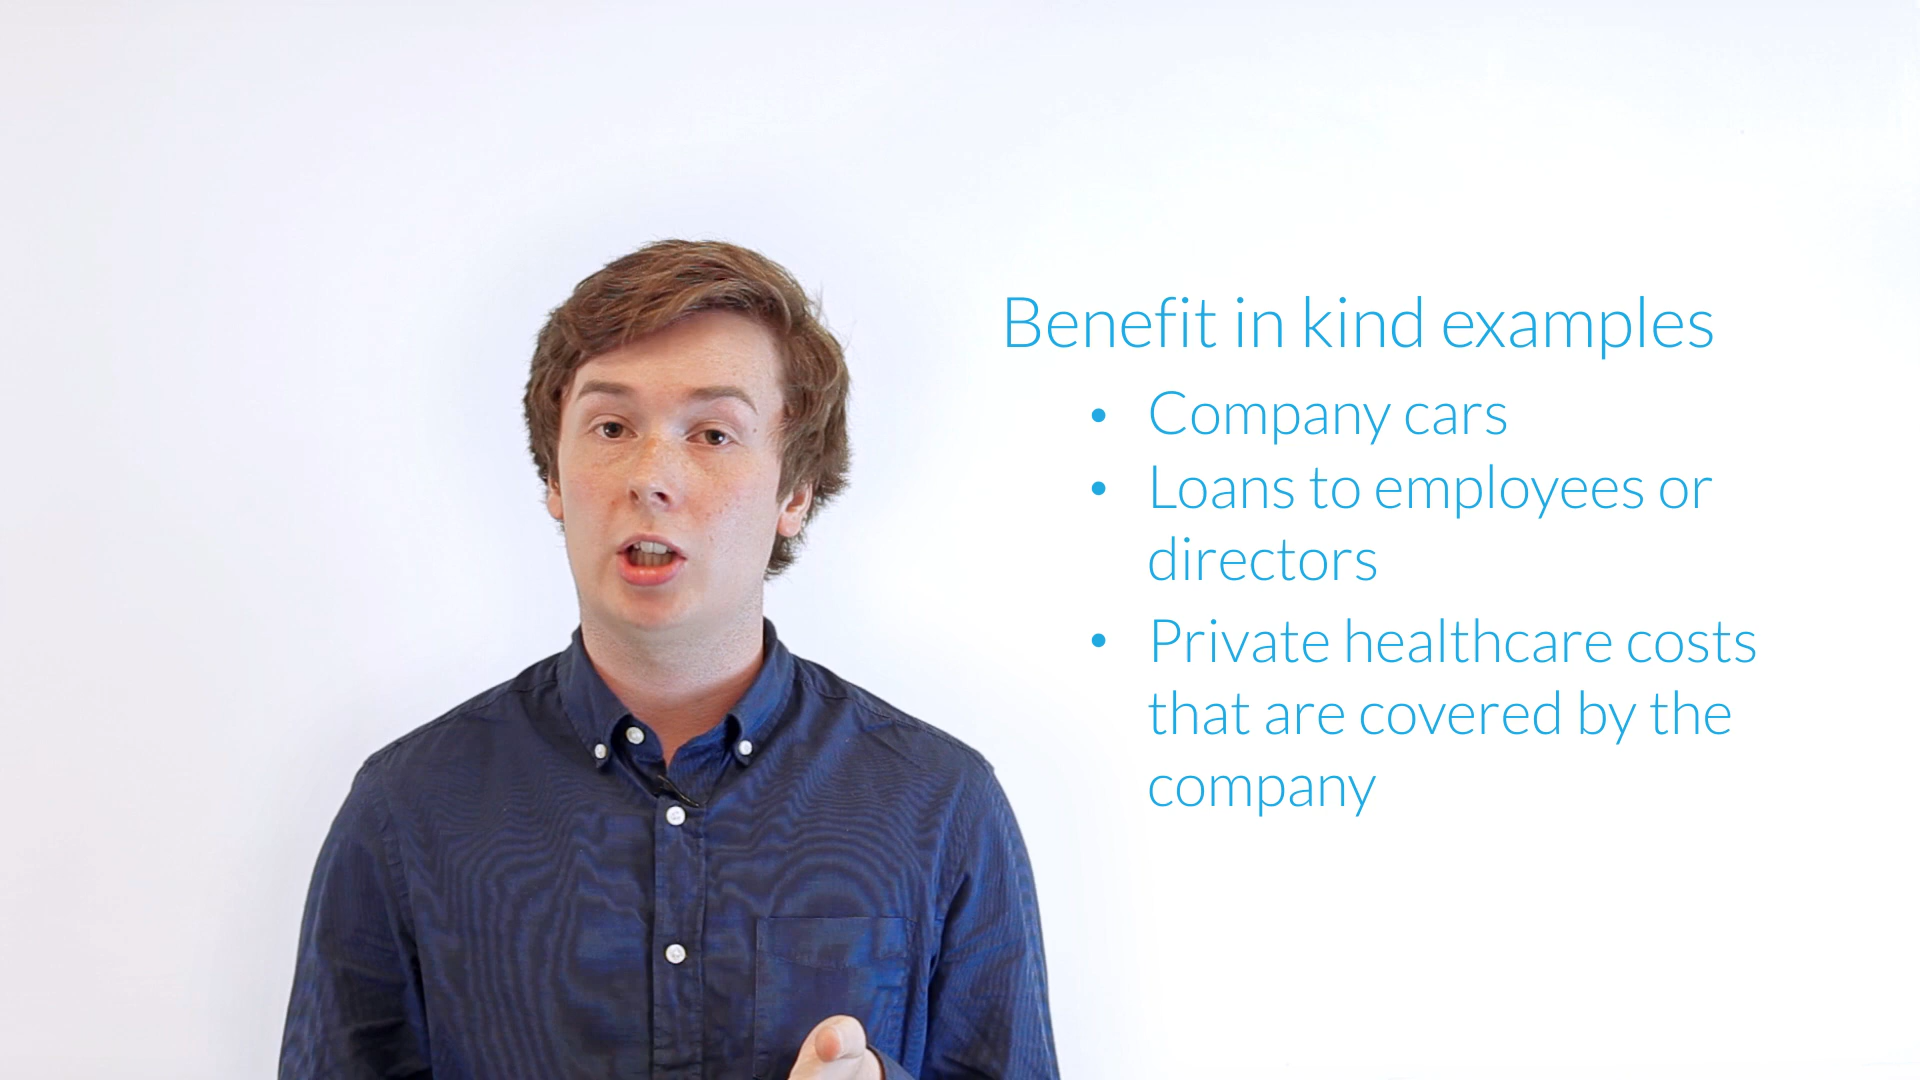 Benefit in kind examples
• Company cars
• Loans to employees or
directors
• Private healthcare costs
that are covered by the
company